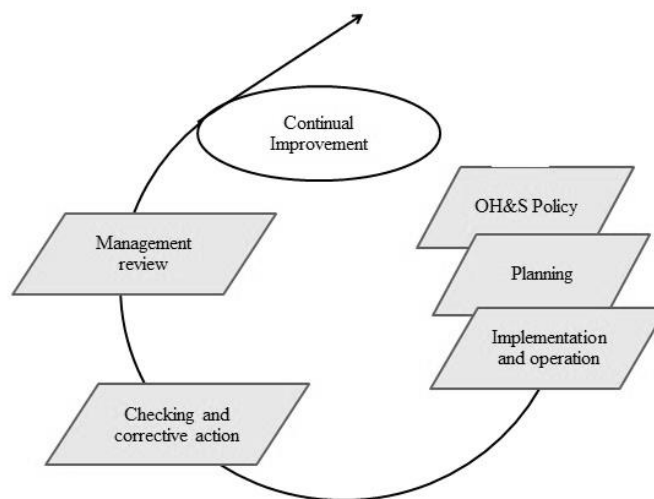 Continual
Improvement
OH&S Policy
Management
review
Planning
Implementation
and operation
Checking and
corrective action